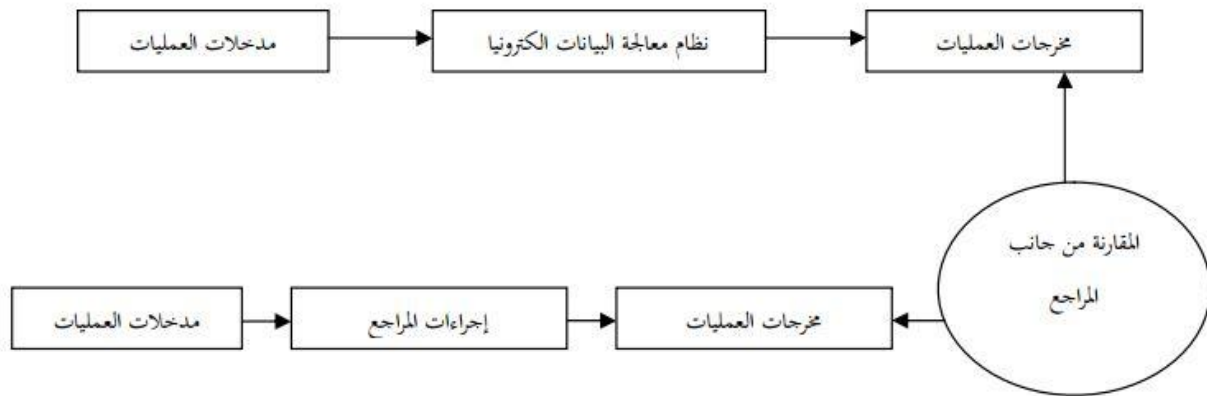 مدخلات العمليات
نظام معالجة البيانات الكترونيا
مخرجات العمليات
المقارنة من جانب
المراجع
مدخلات العمليات
إجراءات المراجع
مخرجات العمليات